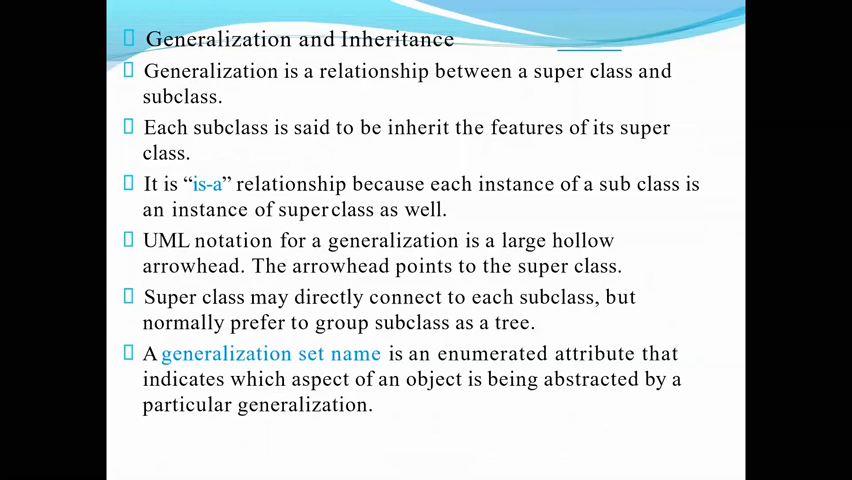 Generalization and Inheritance
Generalization is a relationship between a super class and
subclass.
Each subclass is said to be inherit the features of its super
class.
It is “is-a” relationship because each instance of a sub class is
an instance of superclass as well.
UML notation for a generalization is a large hollow
arrowhead. The arrowhead points to the super class.
Super class may directly connect to each subclass, but
normally prefer to group subclass as a tree.
A generalization set name is an enumerated attribute that
indicates which aspect of an object is being abstracted by a
particular generalization.